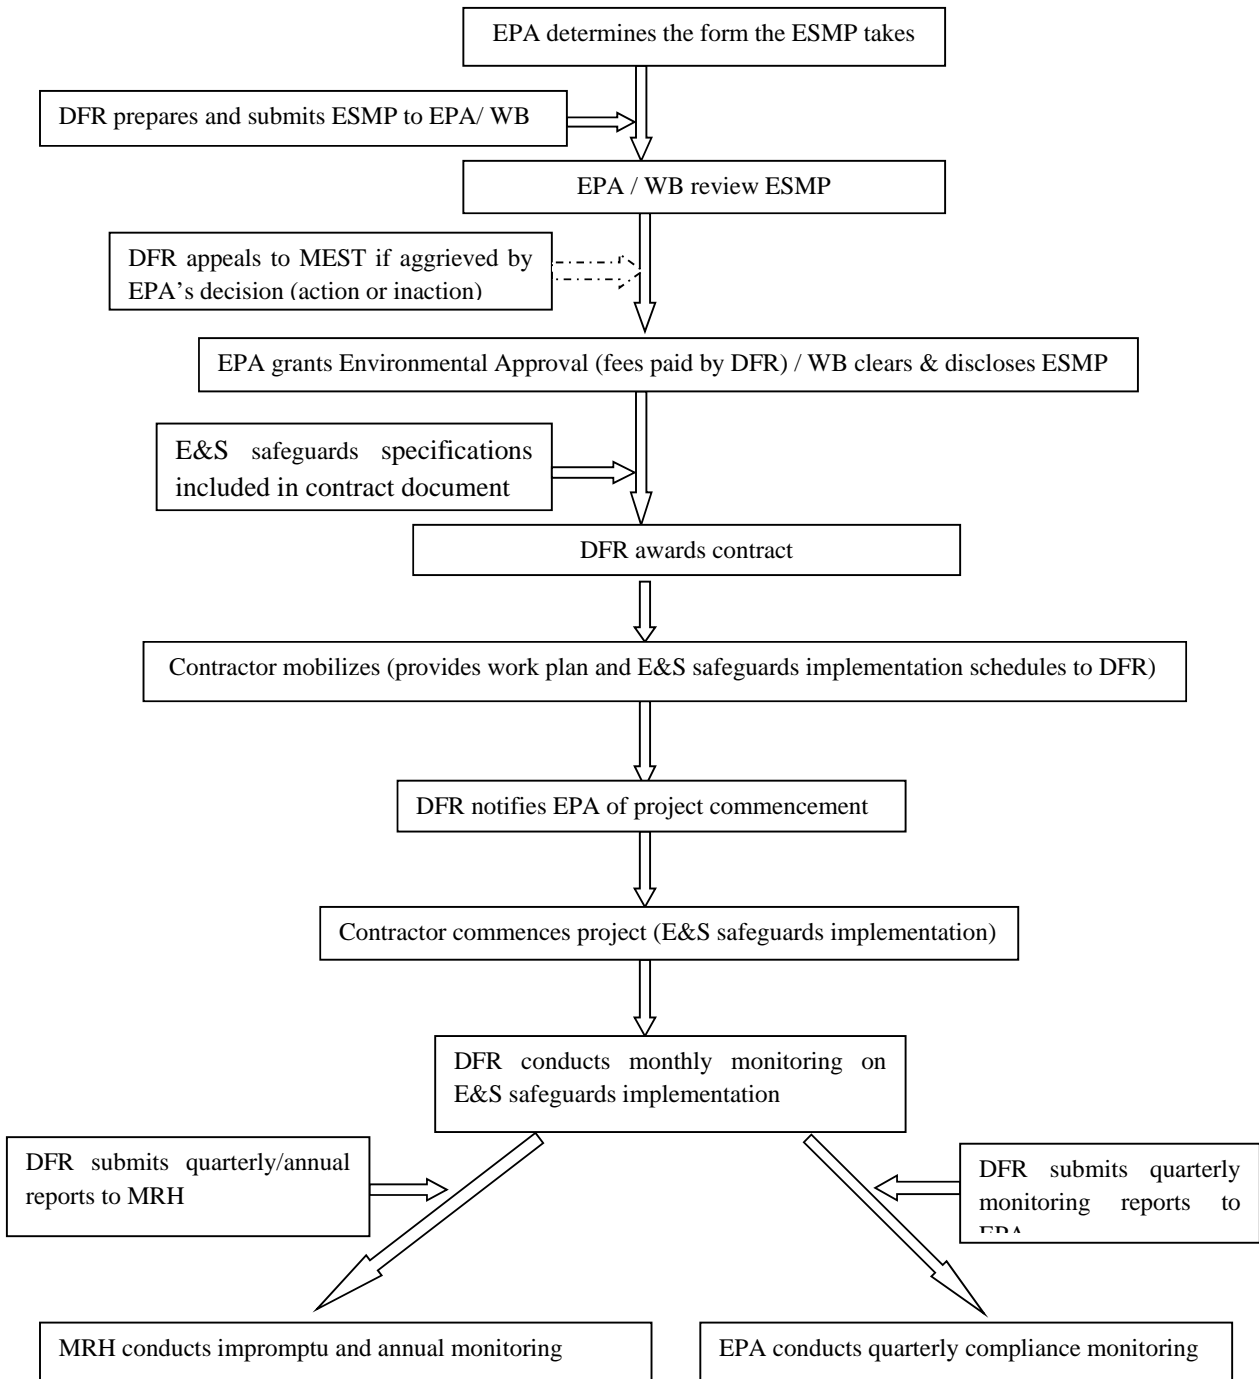 EPA determines the form the ESMP takes
DFR prepares and submits ESMP to EPA/ WB
EPA / WB review ESMP
DFR appeals to MEST if aggrieved by
EPA's decision (action or inaction)
EPA grants Environmental Approval (fees paid by DFR) / WB clears & discloses ESMP
E&S safeguards specifications
included in contract document
DFR awards contract
Contractor mobilizes (provides work plan and E&S safeguards implementation schedules to DFR)
DFR notifies EPA of project commencement
Contractor commences project (E&S safeguards implementation)
DFR conducts monthly monitoring on
E&S safeguards implementation
DFR submits quarterly/annual
reports to MRH
DFR submits quarterly
monitoring reports to
EPA
MRH conducts impromptu and annual monitoring
EPA conducts quarterly compliance monitoring